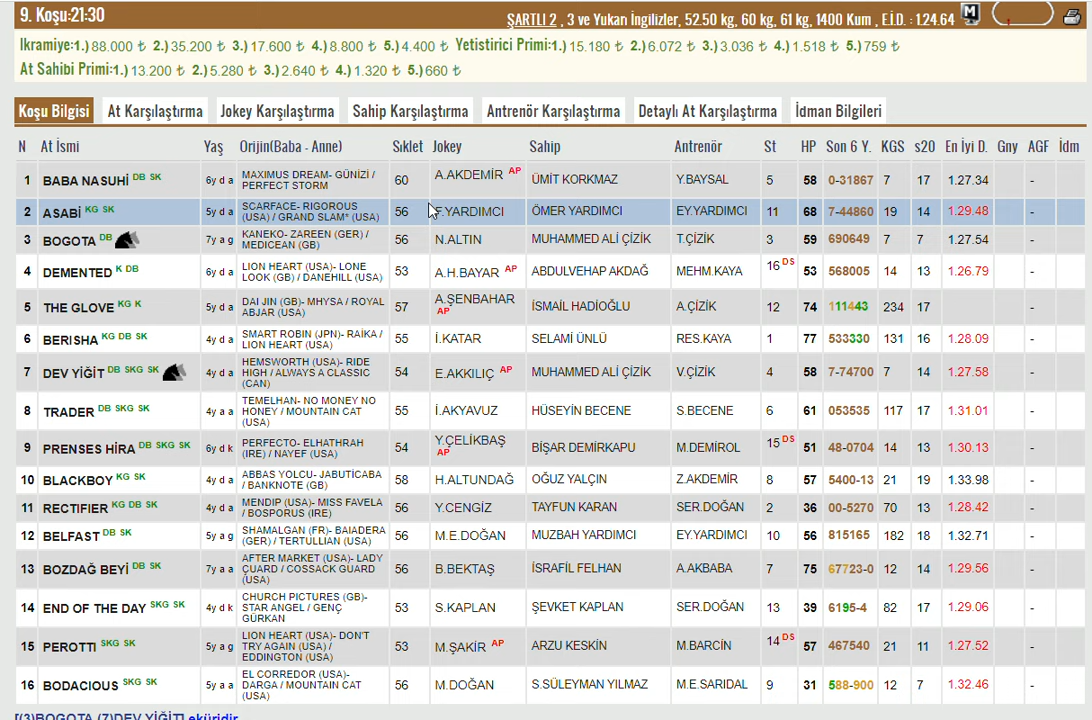 9. Koşu:21:30
ŞARTLI 2 , 3 ve Yukarı İngilizler, 52.50 kg, 60 kg, 61 kg, 1400 Kum , E.İ.D. : 1.24.64
İkramiye:1.)88.000 ₺ 2.)35.200 ₺ 3.)17.600 ₺ 4.)8.800 ₺ 5.)4.400 ₺ Yetistirici Primi:1.)15.180 ₺ 2.)6.072 ₺ 3.)3.036 ₺ 4.)1.518 ₺ 5.)759 ₺
At Sahibi Primi:1.)13.200 ₺ 2.)5.280 ₺ 3.)2.640 ₺ 4.)1.320 ₺ 5.)660 ₺
Koşu Bilgisi At Karşılaştırma Jokey Karşılaştırma Sahip Karşılaştırma Antrenör Karşılaştırma Detaylı At Karşılaştırma İdman Bilgileri
N At İsmi Yaş Orijin(Baba - Anne) Sıklet Jokey Sahip Antrenör St HP Son 6 Y. KGS s20 En İyi D. Gny AGF İdm
1 BABA NASUHİ DB SK 6y d a MAXIMUS DREAM- GÜNİZİ / PERFECT STORM 60 A.AKDEMİR AP ÜMİT KORKMAZ Y.BAYSAL 5 58 0-31867 7 17 1.27.34 -
2 ASABİ KG SK 5y d a SCARFACE- RIGOROUS (USA) / GRAND SLAM* (USA) 56 F.YARDIMCI ÖMER YARDIMCI EY.YARDIMCI 11 68 7-44860 19 14 1.29.48 -
3 BOGOTA DB 7y a g KANEKO- ZAREEN (GER) / MEDICEAN (GB) 56 N.ALTIN MUHAMMED ALİ ÇİZİK T.ÇİZİK 3 59 690649 7 7 1.27.54 -
4 DEMENTED K DB 6y d a LION HEART (USA)- LONE LOOK (GB) / DANEHILL (USA) 53 A.H.BAYAR AP ABDULVEHAP AKDAĞ MEHM.KAYA 16 DS 53 568005 14 13 1.26.79 -
5 THE GLOVE KG K 5y d a DAI JIN (GB)- MHYSA / ROYAL ABJAR (USA) 57 A.ŞENBAHAR AP İSMAİL HADİOĞLU A.ÇİZİK 12 74 111443 234 17 -
6 BERISHA KG DB SK 4y d a SMART ROBIN (JPN)- RAİKA / LION HEART (USA) 55 İ.KATAR SELAMİ ÜNLÜ RES.KAYA 1 77 533330 131 16 1.28.09 -
7 DEV YİĞİT DB SKG SK 4y d a HEMSWORTH (USA)- RIDE HIGH / ALWAYS A CLASSIC (CAN) 54 E.AKKILIÇ AP MUHAMMED ALİ ÇİZİK V.ÇİZİK 4 58 7-74700 7 14 1.27.58 -
8 TRADER DB SKG SK 4y a a TEMELHAN- NO MONEY NO HONEY / MOUNTAIN CAT (USA) 55 İ.AKYAVUZ HÜSEYİN BECENE S.BECENE 6 61 053535 117 17 1.31.01 -
9 PRENSES HİRA DB SKG SK 6y d k PERFECTO- ELHATHRAH (IRE) / NAYEF (USA) 54 Y.ÇELİKBAŞ AP BİŞAR DEMİRKAPU M.DEMİROL 15 DS 51 48-0704 14 13 1.30.13 -
10 BLACKBOY KG SK 4y d a ABBAS YOLCU- JABUTİCABA / BANKNOTE (GB) 58 H.ALTUNDAĞ OĞUZ YALÇIN Z.AKDEMİR 8 57 5400-13 21 19 1.33.98 -
11 RECTIFIER KG DB SK 4y d a MENDIP (USA)- MISS FAVELA / BOSPORUS (IRE) 56 Y.CENGİZ TAYFUN KARAN SER.DOĞAN 2 36 00-5270 70 13 1.28.42 -
12 BELFAST DB SK 5y a g SHAMALGAN (FR)- BAIADERA (GER) / TERTULLIAN (USA) 56 M.E.DOĞAN MUZBAH YARDIMCI EY.YARDIMCI 10 56 815165 182 18 1.32.71 -
13 BOZDAĞ BEYİ DB SK 7y a a AFTER MARKET (USA)- LADY GUARD / COSSACK GUARD (USA) 56 B.BEKTAŞ İSRAFİL FELHAN A.AKBABA 7 75 67723-0 12 14 1.29.56 -
14 END OF THE DAY SKG SK 4y d k CHURCH PICTURES (GB)- STAR ANGEL / GENÇ GÜRKAN 53 S.KAPLAN ŞEVKET KAPLAN SER.DOĞAN 13 39 6195-4 82 17 1.29.06 -
15 PEROTTI SKG SK 4y a g LION HEART (USA)- DON'T TRY AGAIN (USA) / EDDINGTON (USA) 53 M.ŞAKİR AP ARZU KESKİN M.BARCİN 14 DS 57 467540 21 11 1.27.52 -
16 BODACIOUS SKG SK 5y a a EL CORREDOR (USA)- DARGA / MOUNTAIN CAT (USA) 56 M.DOĞAN S.SÜLEYMAN YILMAZ M.E.SARIDAL 9 31 588-900 12 7 1.32.46 -
[(3)BOGOTA,(7)DEV YİĞİT] eküridir